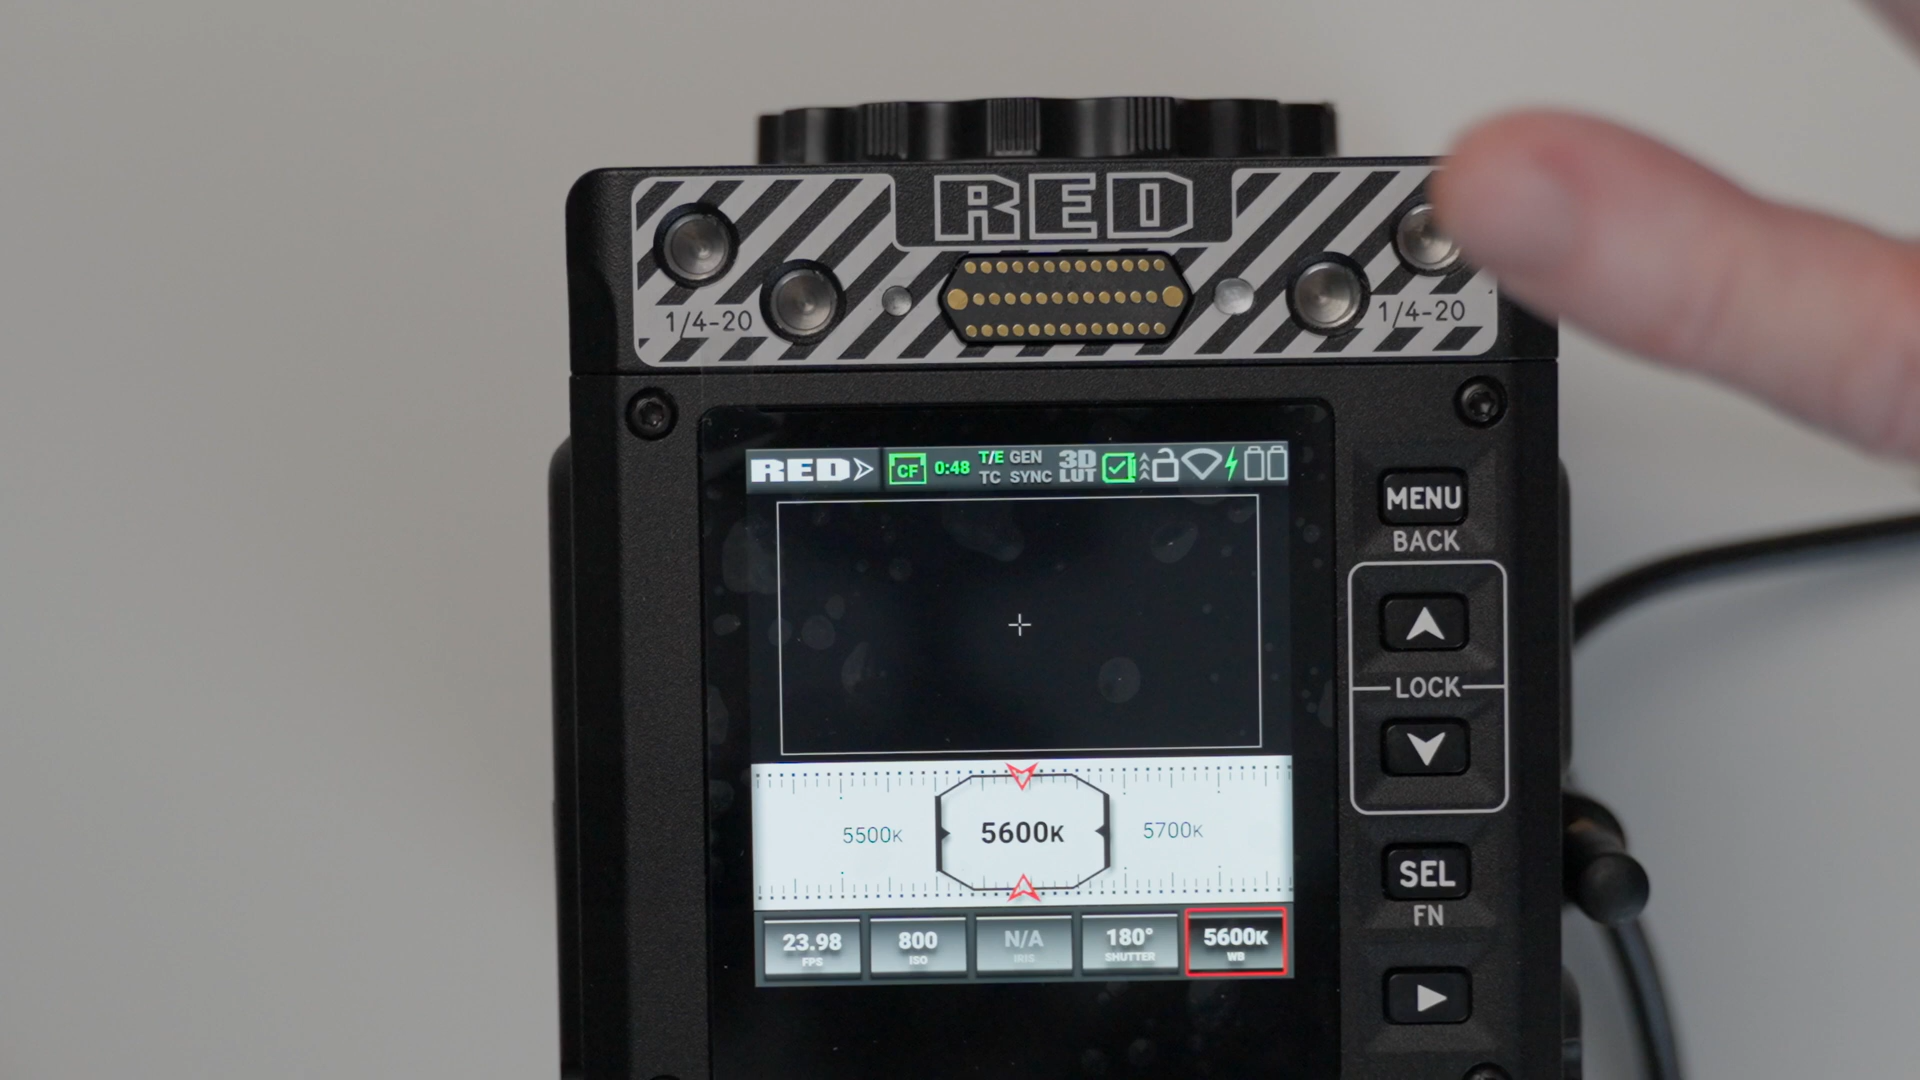 RED
1/4-20
1/4-20
RED
CF
0:48
T/E GEN
TC SYNC
3D
LUT
MENU
BACK
LOCK
5500K
5600K
5700K
SEL
FN
23.98
FPS
800
ISO
N/A
IRIS
180°
SHUTTER
5600K
WB